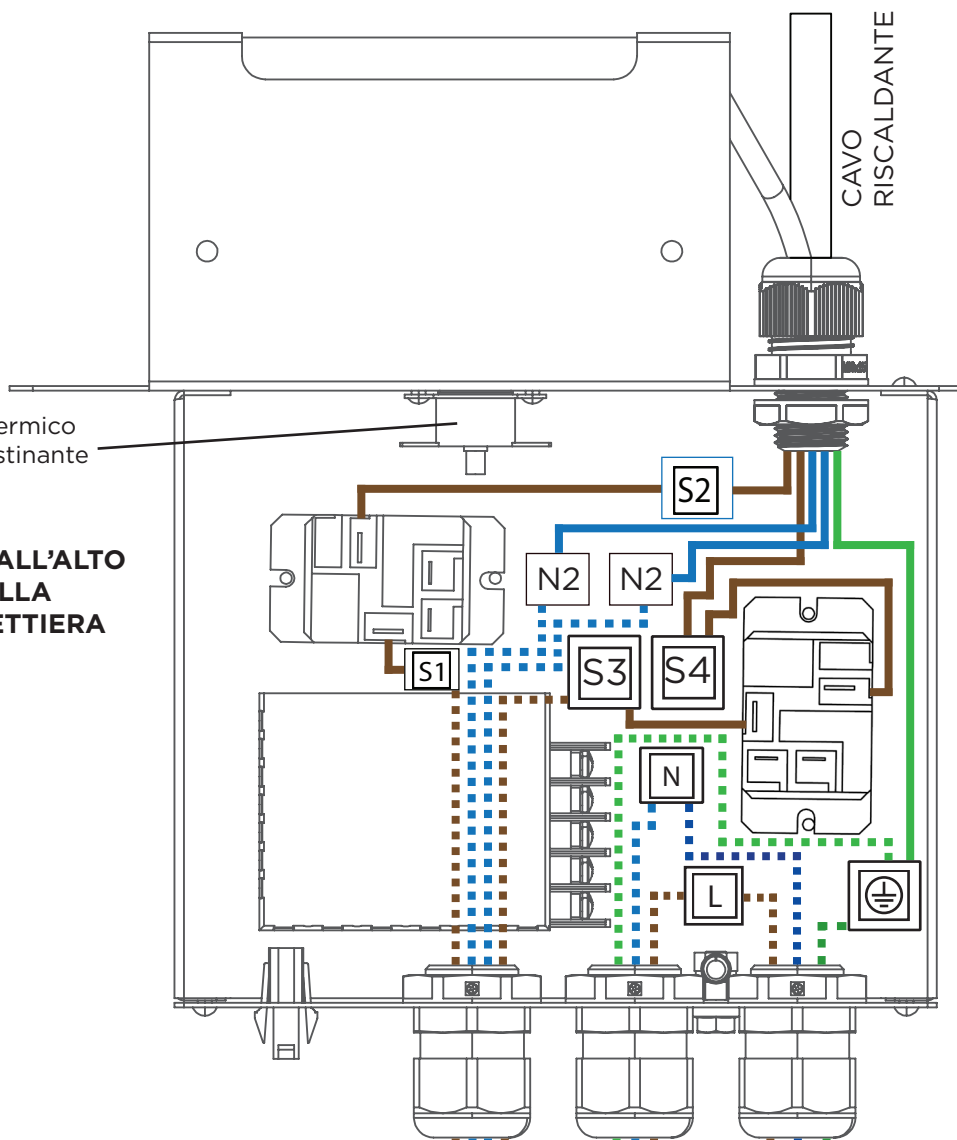 CAVO
RISCALDANTE
ermico
stinante
ALL'ALTO
LLA
ETTIERA
S2
N2
N2
S1
S3
S4
N
L